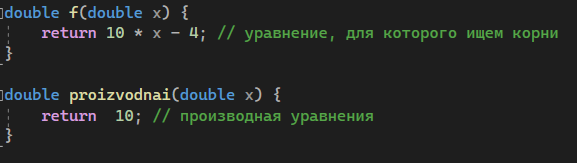 double f(double x) {
    return 10 * x - 4; // уравнение, для которого ищем корни
}
double proizvodnai(double x) {
    return  10; // производная уравнения
}